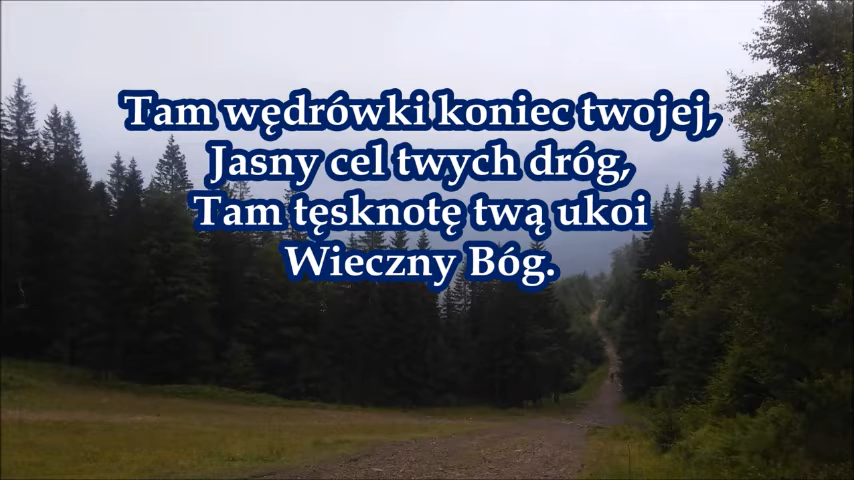 Tam wędrówki koniec twojej,
Jasny cel twych dróg,
Tam tęsknotę twą ukoi
Wieczny Bóg.